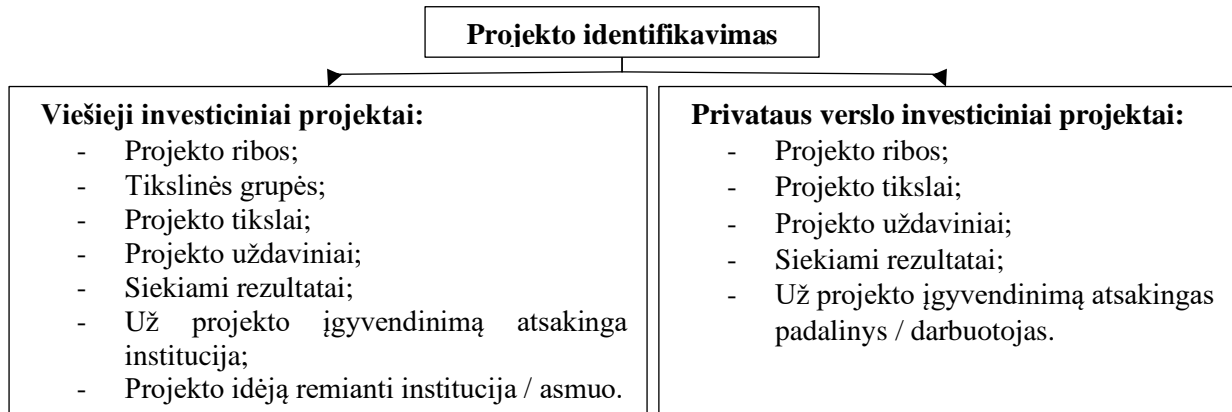 Projekto identifikavimas
Viešieji investiciniai projektai:
- Projekto ribos;
- Tikslinės grupės;
- Projekto tikslai;
- Projekto uždaviniai;
- Siekiami rezultatai;
- Už projekto įgyvendinimą atsakinga
institucija;
- Projekto idėją remianti institucija / asmuo.
Privataus verslo investiciniai projektai:
- Projekto ribos;
- Projekto tikslai;
- Projekto uždaviniai;
- Siekiami rezultatai;
- Už projekto įgyvendinimą atsakingas
padalinys / darbuotojas.